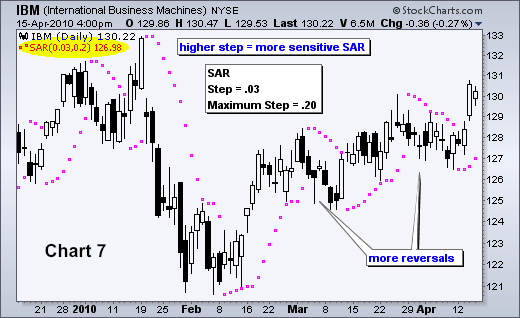 IBM (International Business Machines) NYSE
© StockCharts.com
15-Apr-2010 4:00pm O 129.86 H 130.47 L 129.53 Last 130.22 V 6.5M Chg -0.36 (-0.27%)
IBM (Daily) 130.22
SAR(0.03,0.2) 126.98
higher step = more sensitive SAR
SAR
Step = .03
Maximum Step = .20
133
132
131
130
129
128
127
126
125
124
123
122
121
Chart 7
more reversals
21 28 2010 11 19 25 Feb 8 16 22 Mar 8 15 22 29 Apr 12